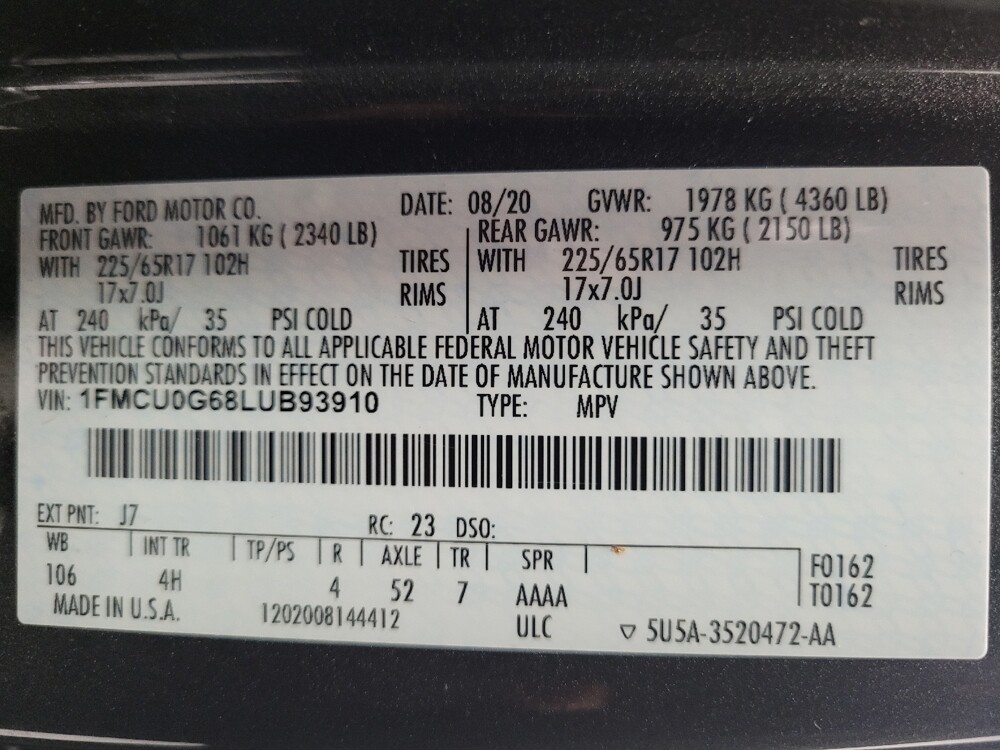 MFD. BY FORD MOTOR CO. DATE: 08/20 GVWR: 1978 KG ( 4360 LB)
FRONT GAWR: 1061 KG ( 2340 LB) REAR GAWR: 975 KG ( 2150 LB)
WITH 225/65R17 102H TIRES WITH 225/65R17 102H TIRES
17x7.0J RIMS 17x7.0J RIMS
AT 240 kPa/ 35 PSI COLD AT 240 kPa/ 35 PSI COLD
THIS VEHICLE CONFORMS TO ALL APPLICABLE FEDERAL MOTOR VEHICLE SAFETY AND THEFT
PREVENTION STANDARDS IN EFFECT ON THE DATE OF MANUFACTURE SHOWN ABOVE.
VIN: 1FMCU0G68LUB93910 TYPE: MPV
EXT PNT: J7 RC: 23 DSO:
WB INT TR TP/PS R AXLE TR SPR F0162
106 4H 4 52 7 AAAA T0162
MADE IN U.S.A. 1202008144412 ULC ▽ 5U5A-3520472-AA